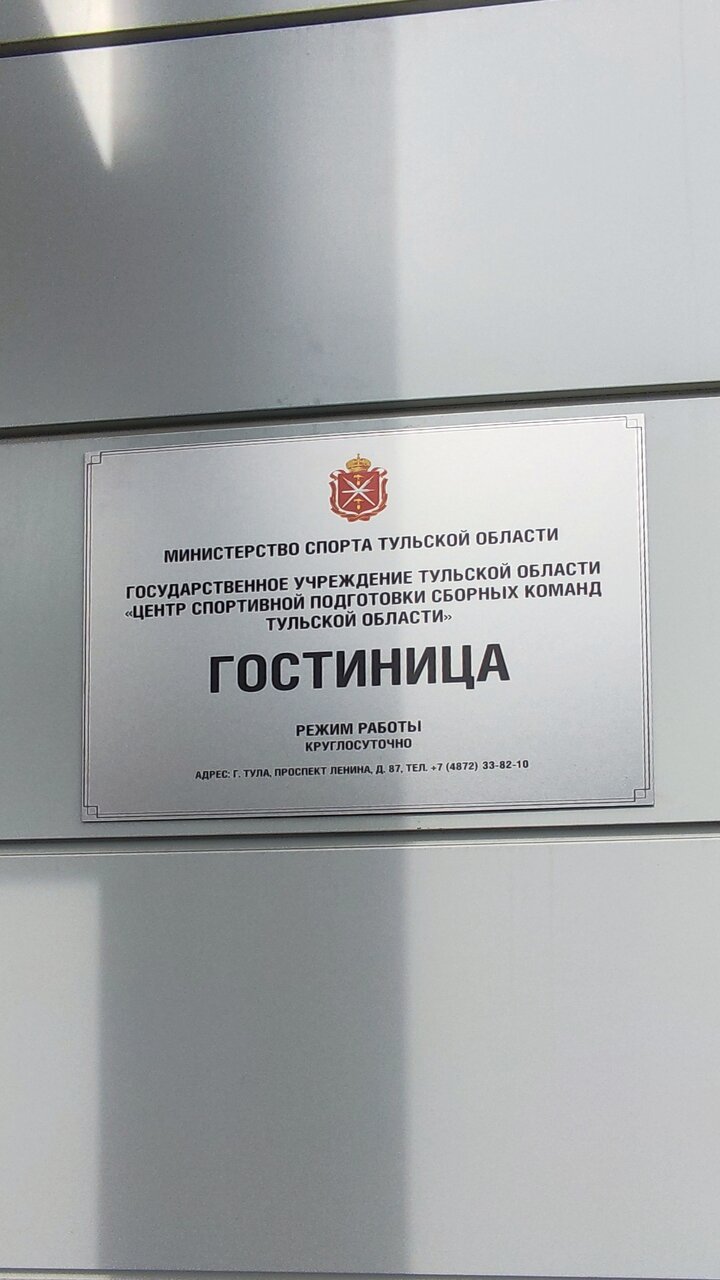 МИНИСТЕРСТВО СПОРТА ТУЛЬСКОЙ ОБЛАСТИ
ГОСУДАРСТВЕННОЕ УЧРЕЖДЕНИЕ ТУЛЬСКОЙ ОБЛАСТИ
«ЦЕНТР СПОРТИВНОЙ ПОДГОТОВКИ СБОРНЫХ КОМАНД
ТУЛЬСКОЙ ОБЛАСТИ»
ГОСТИНИЦА
РЕЖИМ РАБОТЫ
КРУГЛОСУТОЧНО
АДРЕС: Г. ТУЛА, ПРОСПЕКТ ЛЕНИНА, Д. 87, ТЕЛ. +7 (4872) 33-82-10